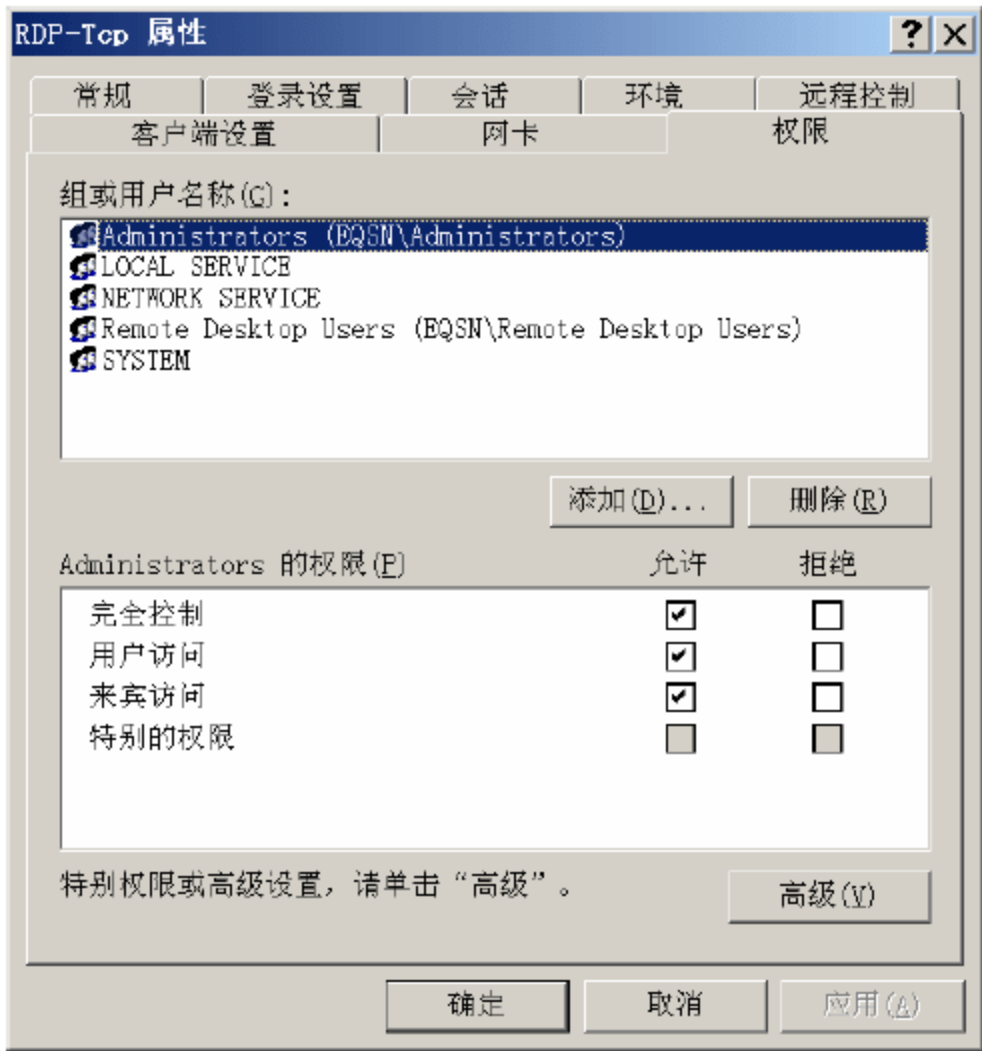 RDP-Tcp 属性
常规 登录设置 会话 环境 远程控制
客户端设置 网卡 权限
组或用户名称(G):
Administrators (EQSN\Administrators)
LOCAL SERVICE
NETWORK SERVICE
Remote Desktop Users (EQSN\Remote Desktop Users)
SYSTEM
添加(D)... 删除(R)
Administrators 的权限(P) 允许 拒绝
完全控制
用户访问
来宾访问
特别的权限
特别权限或高级设置，请单击“高级”。
高级(V)
确定 取消 应用(A)